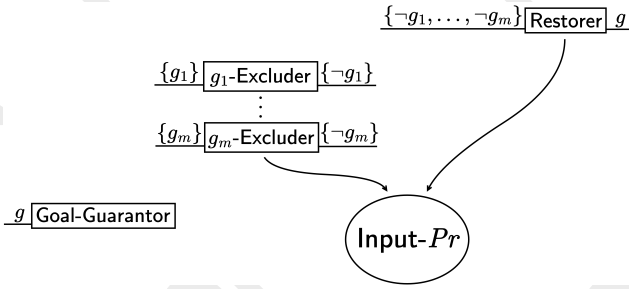 {¬g₁, . . . , ¬gₘ} Restorer g
{g₁} g₁-Excluder {¬g₁}
⋮
{gₘ} gₘ-Excluder {¬gₘ}
g Goal-Guarantor
Input-Pr